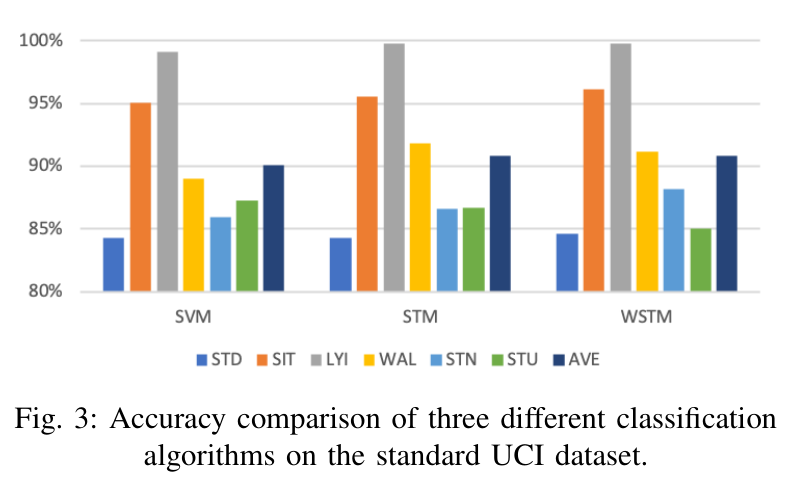 100%
95%
90%
85%
80%
SVM STM WSTM
STD SIT LYI WAL STN STU AVE
Fig. 3: Accuracy comparison of three different classification
algorithms on the standard UCI dataset.